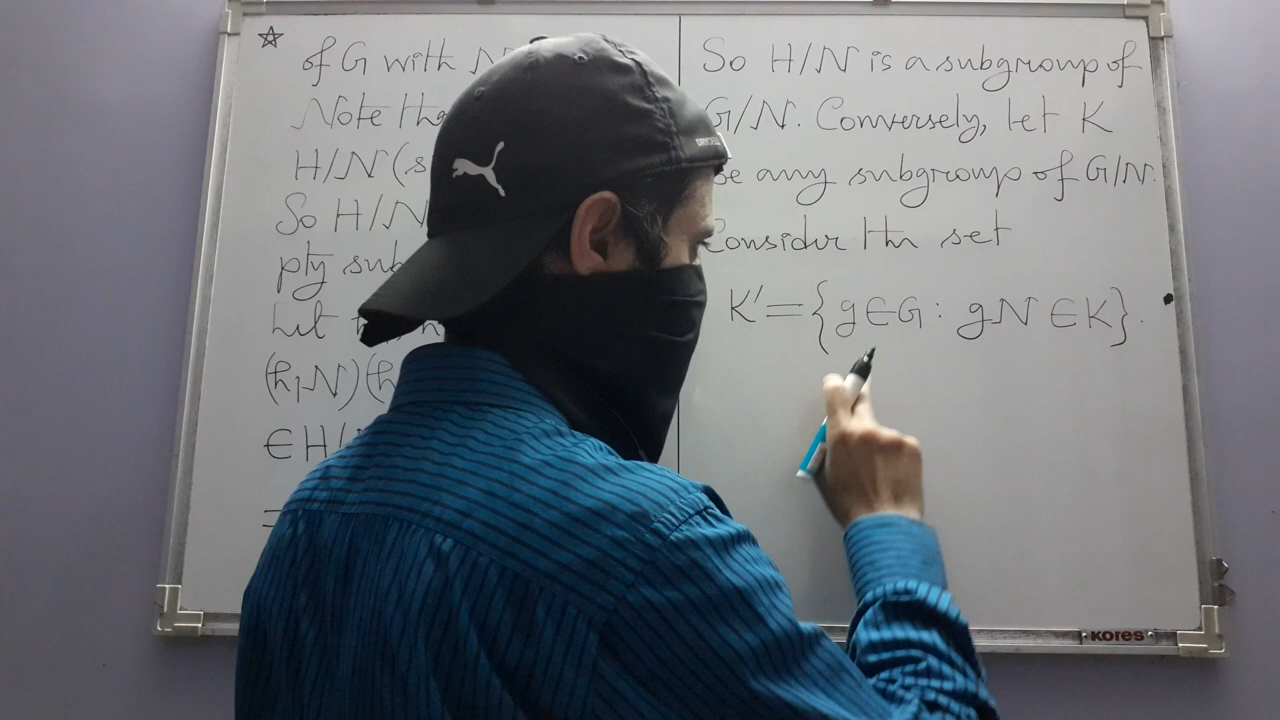 of G with N
Note tha
H/N (s
So H/N
pty sub
Let
(h₁N)(h
∈ H/
=
So H/N is a subgroup of
G/N. Conversely, let K
be any subgroup of G/N.
Consider the set
K' = {g ∈ G : gN ∈ K}.
KORES